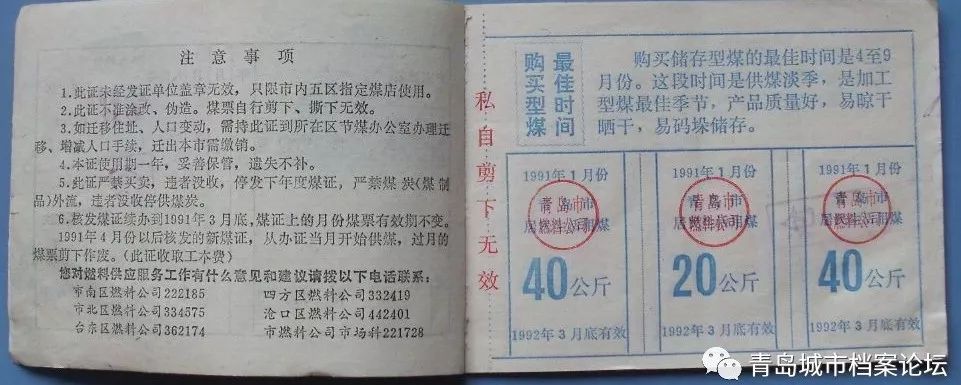 注意事项
1.此证未经发证单位盖章无效，只限市内五区指定煤店使用。
2.此证不准涂改、伪造。煤票自行剪下、撕下无效。
3.如迁移住址、人口变动，需持此证到所在区节煤办公室办理迁
移、增减人口手续，迁出本市需缴销。
4.本证使用期一年，妥善保管，遗失不补。
5.此证严禁买卖，违者没收，停发下年度煤证，严禁煤炭(煤制
品)外流，违者没收停供煤炭。
6.核发煤证续办到1991年3月底，煤证上的月份煤票有效期不变。
1991年4月份以后核发的新煤证，从办证当月开始供煤，过月的
煤票剪下作废。(此证收取工本费)
您对燃料供应服务工作有什么意见和建议请拨以下电话联系：
市南区燃料公司222185 四方区燃料公司332419
市北区燃料公司334575 沧口区燃料公司442401
台东区燃料公司362174 市燃料公司市场科221728
私自剪下无效
最佳时间
购买型煤
购买储存型煤的最佳时间是4至9
月份。这段时间是供煤淡季，是加工
型煤最佳季节，产品质量好，易晾干
晒干，易码垛储存。
1991年1月份
青岛市
燃料公司
40公斤
1992年3月底有效
1991年1月份
青岛市
燃料公司
20公斤
1992年3月底有效
1991年1月份
青岛市
燃料公司
40公斤
1992年3月底有效
青岛城市档案论坛